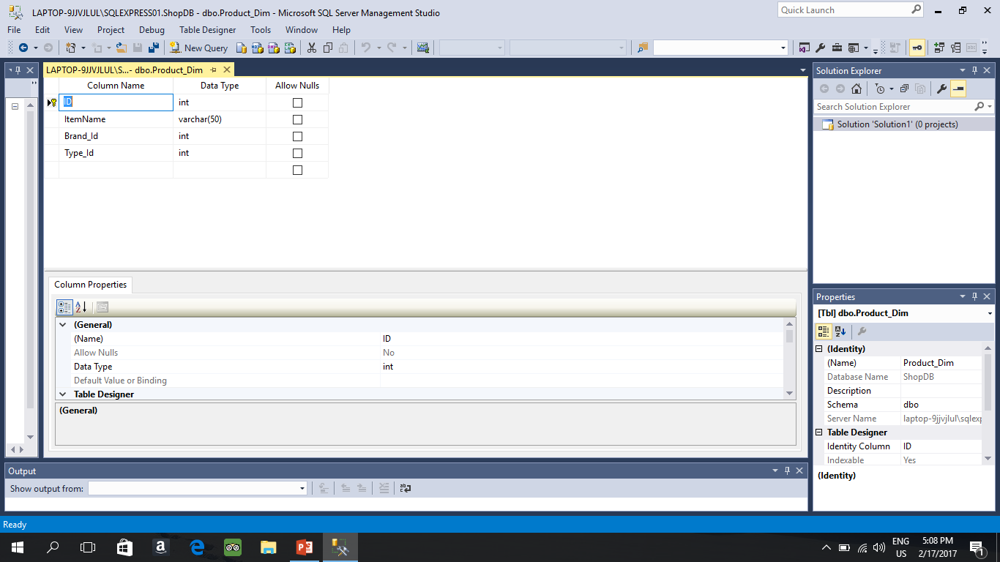 LAPTOP-9JJVJLUL\SQLEXPRESS01.ShopDB - dbo.Product_Dim - Microsoft SQL Server Management Studio
Quick Launch
File Edit View Project Debug Table Designer Tools Window Help
New Query
LAPTOP-9JJVJLUL\S...- dbo.Product_Dim
Column Name Data Type Allow Nulls
ID int
ItemName varchar(50)
Brand_Id int
Type_Id int
Column Properties
(General)
(Name) ID
Allow Nulls No
Data Type int
Default Value or Binding
Table Designer
(General)
Solution Explorer
Search Solution Explorer
Solution 'Solution1' (0 projects)
Properties
[Tbl] dbo.Product_Dim
(Identity)
(Name) Product_Dim
Database Name ShopDB
Description
Schema dbo
Server Name laptop-9jjvjlul\sqlexp
Table Designer
Identity Column ID
Indexable Yes
(Identity)
Output
Show output from:
Ready
ENG
US
5:08 PM
2/17/2017
1